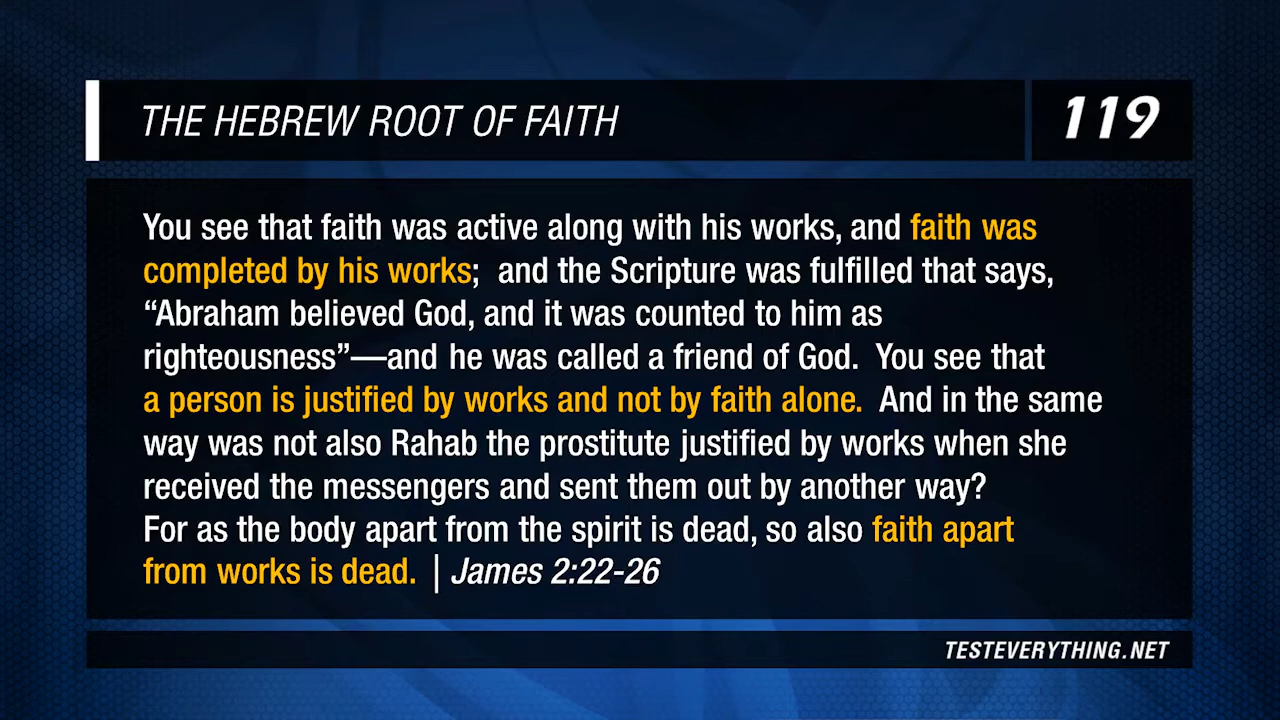 THE HEBREW ROOT OF FAITH
119
You see that faith was active along with his works, and faith was
completed by his works;  and the Scripture was fulfilled that says,
“Abraham believed God, and it was counted to him as
righteousness”—and he was called a friend of God.  You see that
a person is justified by works and not by faith alone.  And in the same
way was not also Rahab the prostitute justified by works when she
received the messengers and sent them out by another way?
For as the body apart from the spirit is dead, so also faith apart
from works is dead.  | James 2:22-26
TESTEVERYTHING.NET